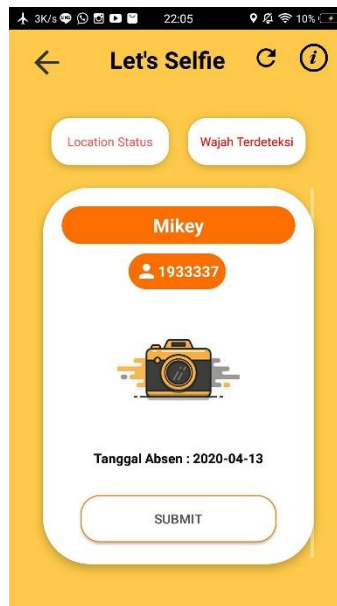 3K/s 22:05 10%
Let's Selfie
Location Status Wajah Terdeteksi
Mikey
1933337
Tanggal Absen : 2020-04-13
SUBMIT